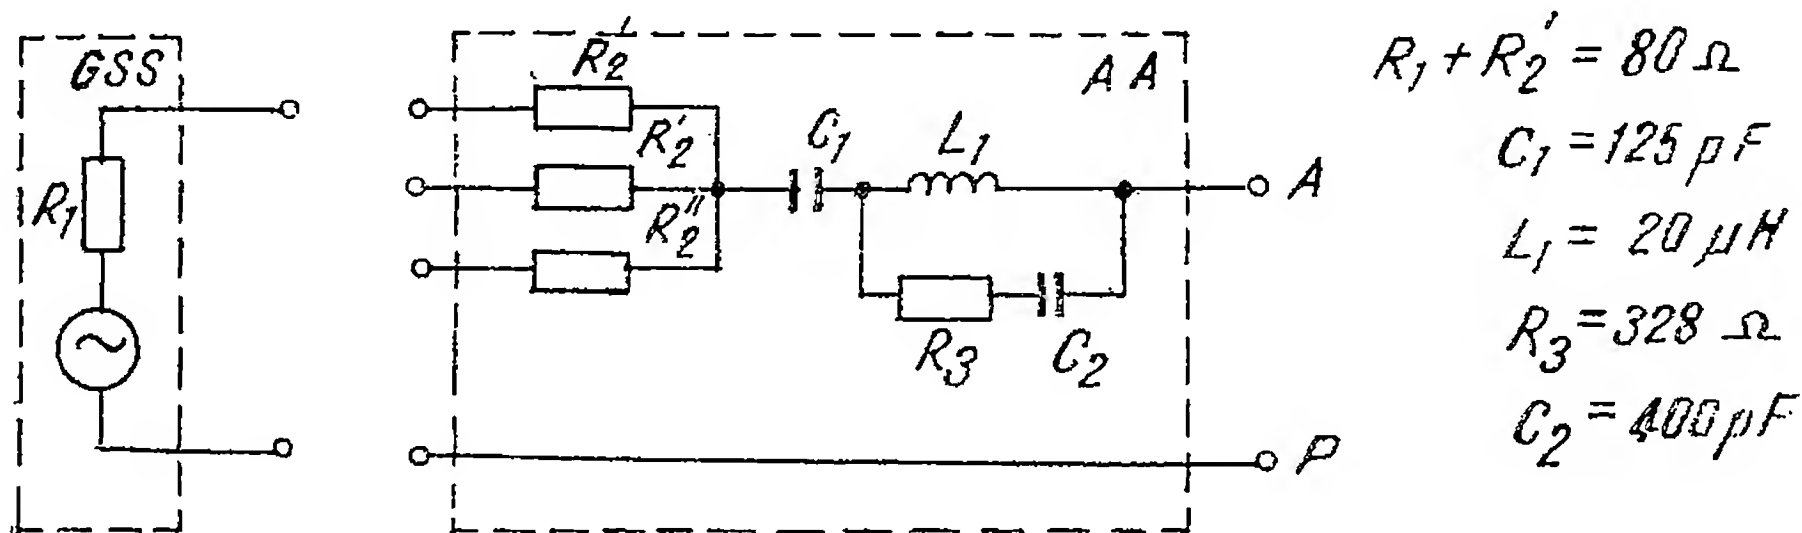 GSS
R₁
R₂'
R₂'
R₂"
A A
C₁
L₁
A
R₃
C₂
P
R₁ + R₂' = 80 Ω
C₁ = 125 pF
L₁ = 20 µH
R₃ = 328 Ω
C₂ = 400 pF